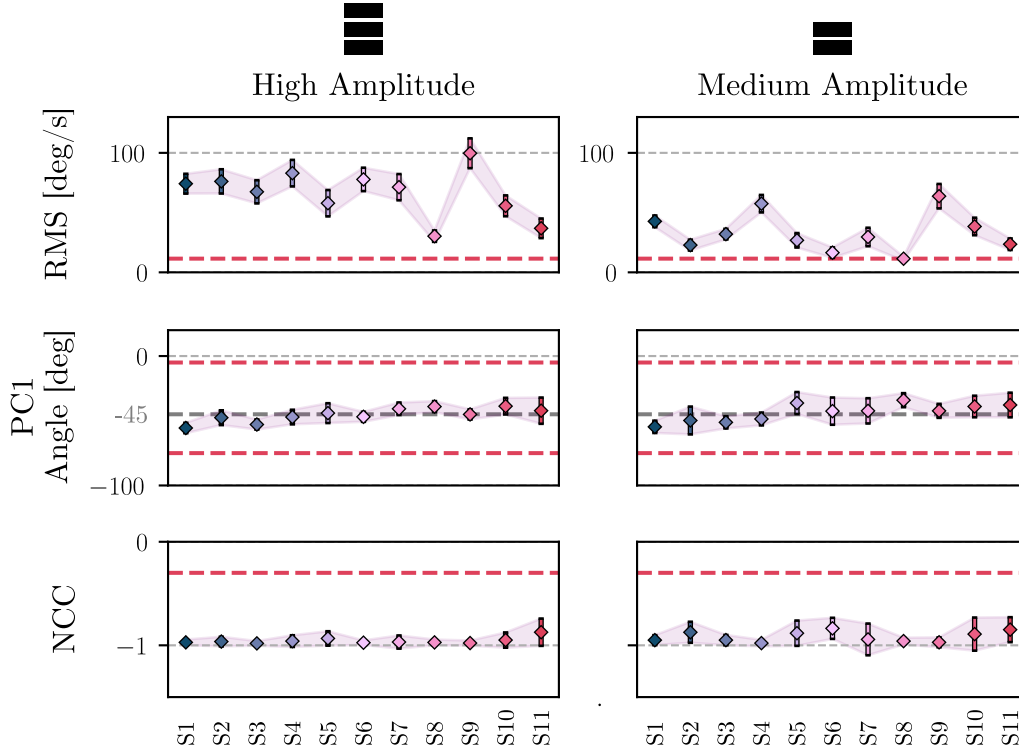 High Amplitude
Medium Amplitude
RMS [deg/s]
100
0
100
0
PC1
Angle [deg]
0
-45
−100
NCC
0
−1
S1 S2 S3 S4 S5 S6 S7 S8 S9 S10 S11
S1 S2 S3 S4 S5 S6 S7 S8 S9 S10 S11